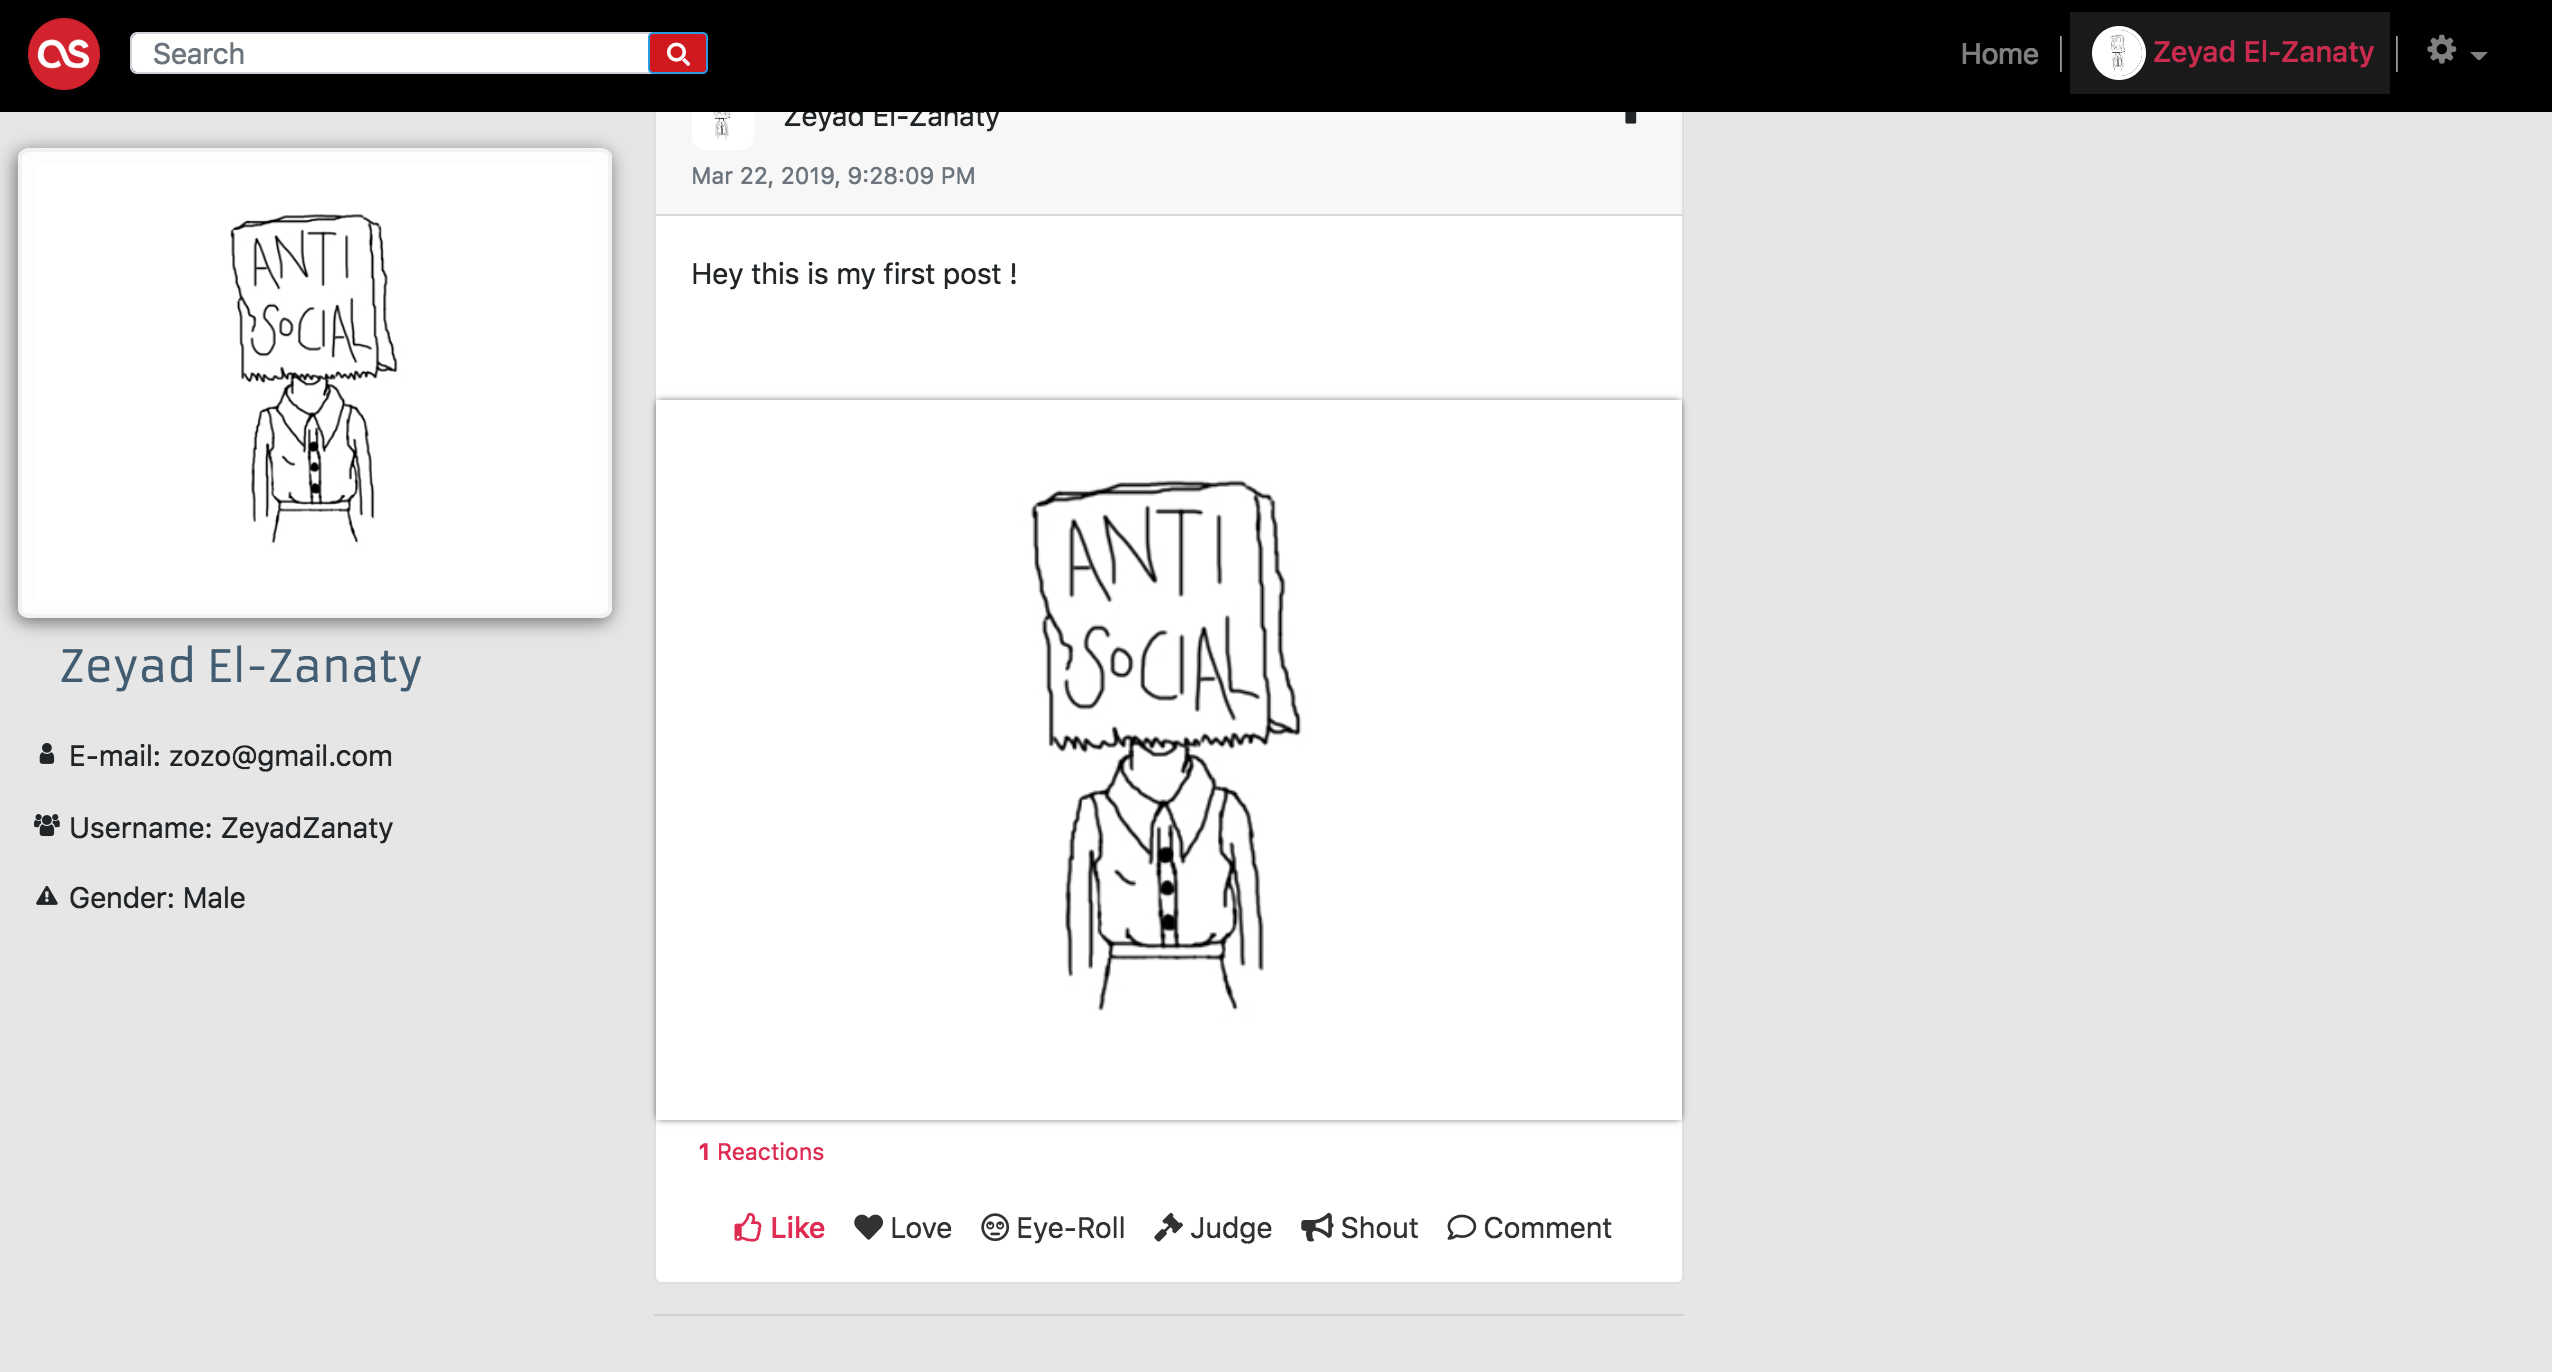 as
Search
Home
Zeyad El-Zanaty
ANTI
SOCIAL
Zeyad El-Zanaty
E-mail: zozo@gmail.com
Username: ZeyadZanaty
Gender: Male
Zeyad El-Zanaty
Mar 22, 2019, 9:28:09 PM
Hey this is my first post !
ANTI
SOCIAL
1 Reactions
Like Love Eye-Roll Judge Shout Comment